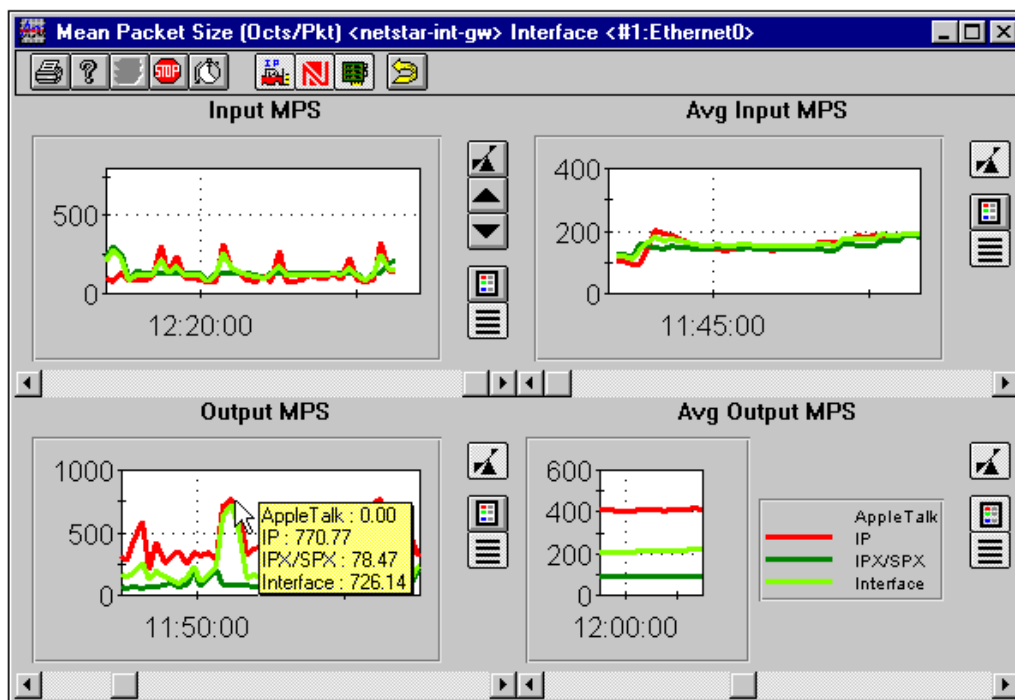 Mean Packet Size (Octs/Pkt) <netstar-int-gw> Interface <#1:Ethernet0>
? STOP IP
Input MPS
500
0
12:20:00
Avg Input MPS
400
200
0
11:45:00
Output MPS
1000
500
0
11:50:00
AppleTalk : 0.00
IP : 770.77
IPX/SPX : 78.47
Interface : 726.14
Avg Output MPS
600
400
200
0
12:00:00
AppleTalk
IP
IPX/SPX
Interface